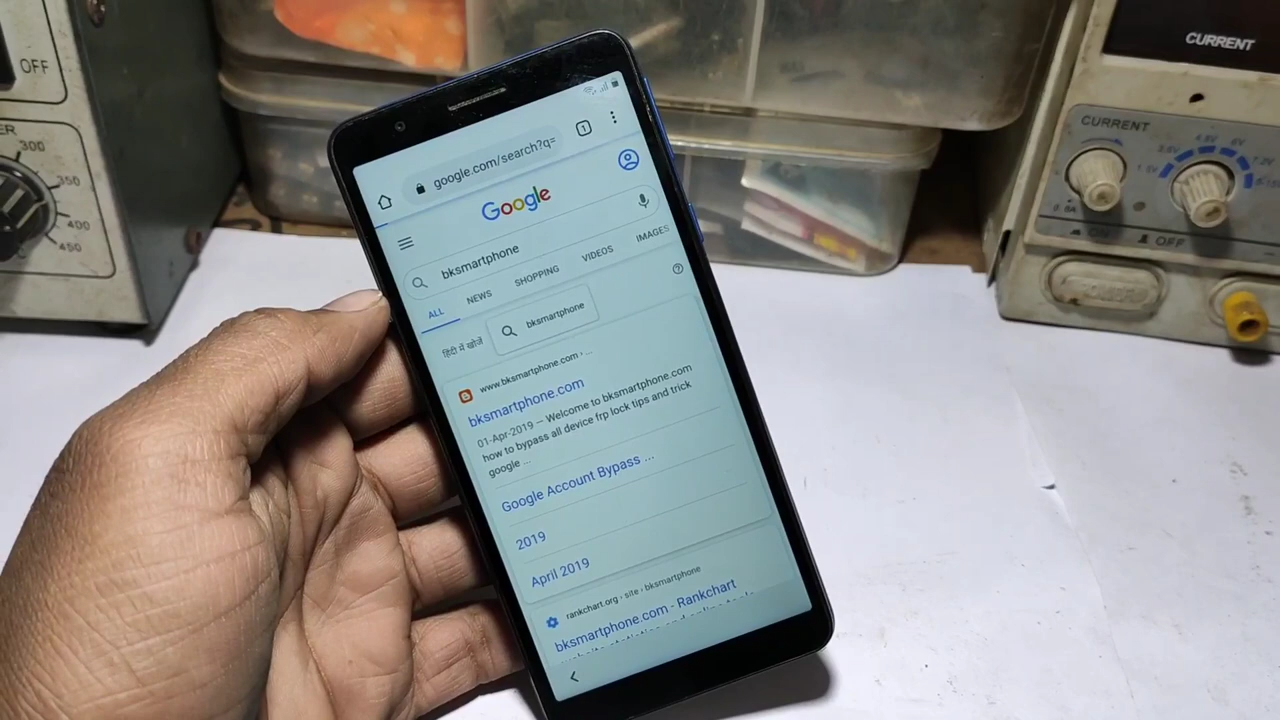 OFF
300
350
400
450
CURRENT
CURRENT
OFF
google.com/search?q=
1
Google
bksmartphone
ALL
NEWS
SHOPPING
VIDEOS
IMAGES
हिंदी में खोजें
bksmartphone
www.bksmartphone.com › ...
bksmartphone.com
01-Apr-2019 — Welcome to bksmartphone.com
how to bypass all device frp lock tips and trick
google ...
Google Account Bypass ...
2019
April 2019
rankchart.org › site › bksmartphone
bksmartphone.com - Rankchart